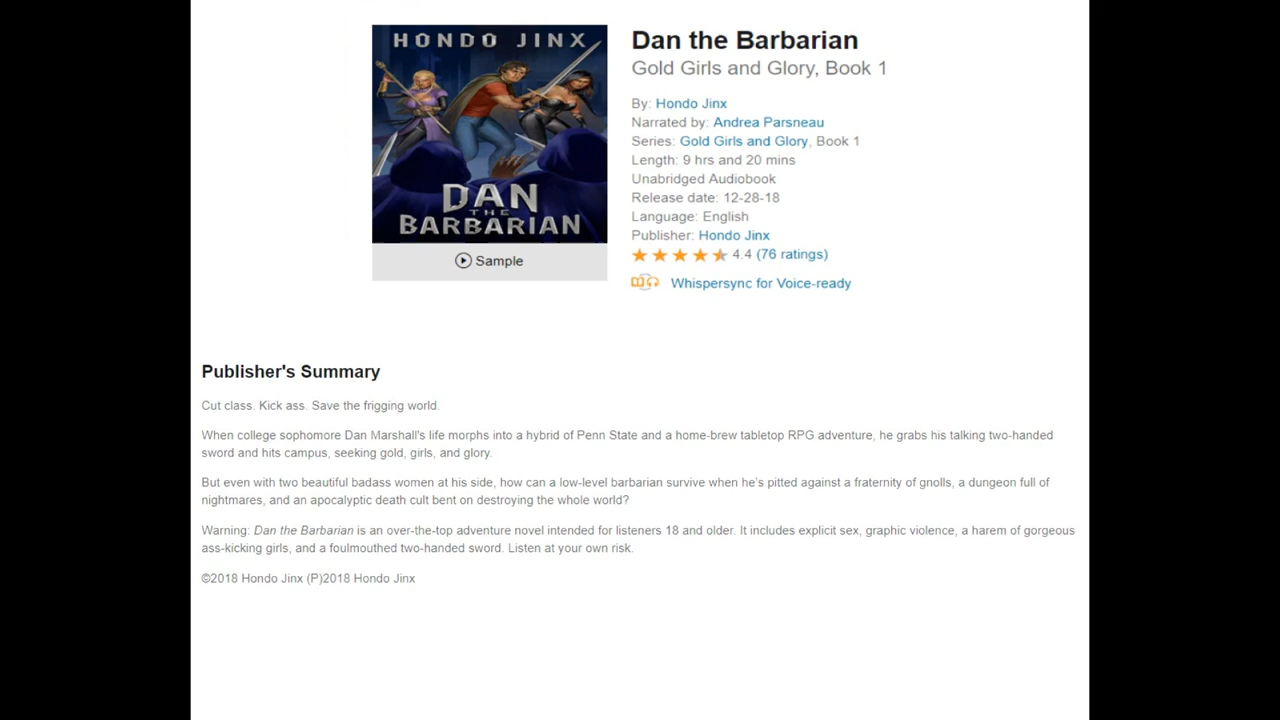 HONDO JINX
DAN
THE
BARBARIAN
Sample
Dan the Barbarian
Gold Girls and Glory, Book 1
By: Hondo Jinx
Narrated by: Andrea Parsneau
Series: Gold Girls and Glory, Book 1
Length: 9 hrs and 20 mins
Unabridged Audiobook
Release date: 12-28-18
Language: English
Publisher: Hondo Jinx
4.4 (76 ratings)
Whispersync for Voice-ready
Publisher's Summary
Cut class. Kick ass. Save the frigging world.
When college sophomore Dan Marshall's life morphs into a hybrid of Penn State and a home-brew tabletop RPG adventure, he grabs his talking two-handed
sword and hits campus, seeking gold, girls, and glory.
But even with two beautiful badass women at his side, how can a low-level barbarian survive when he's pitted against a fraternity of gnolls, a dungeon full of
nightmares, and an apocalyptic death cult bent on destroying the whole world?
Warning: Dan the Barbarian is an over-the-top adventure novel intended for listeners 18 and older. It includes explicit sex, graphic violence, a harem of gorgeous
ass-kicking girls, and a foulmouthed two-handed sword. Listen at your own risk.
©2018 Hondo Jinx (P)2018 Hondo Jinx